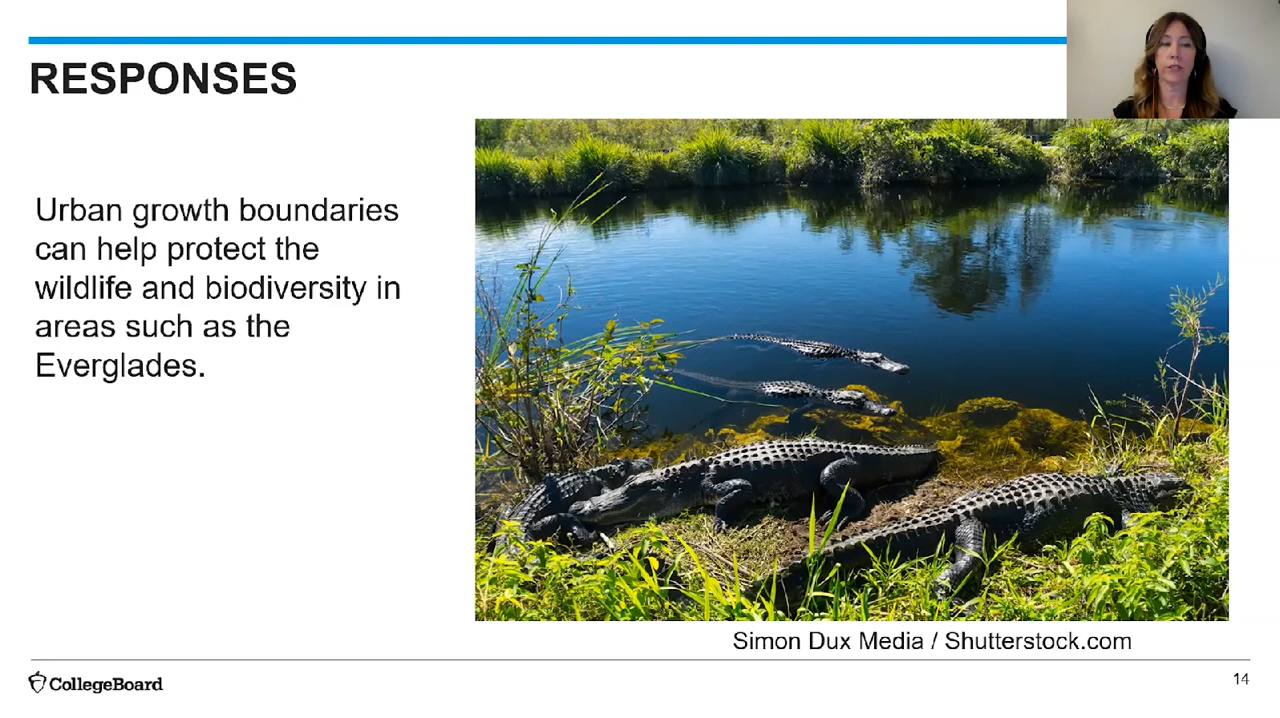 RESPONSES
Urban growth boundaries
can help protect the
wildlife and biodiversity in
areas such as the
Everglades.
Simon Dux Media / Shutterstock.com
CollegeBoard
14